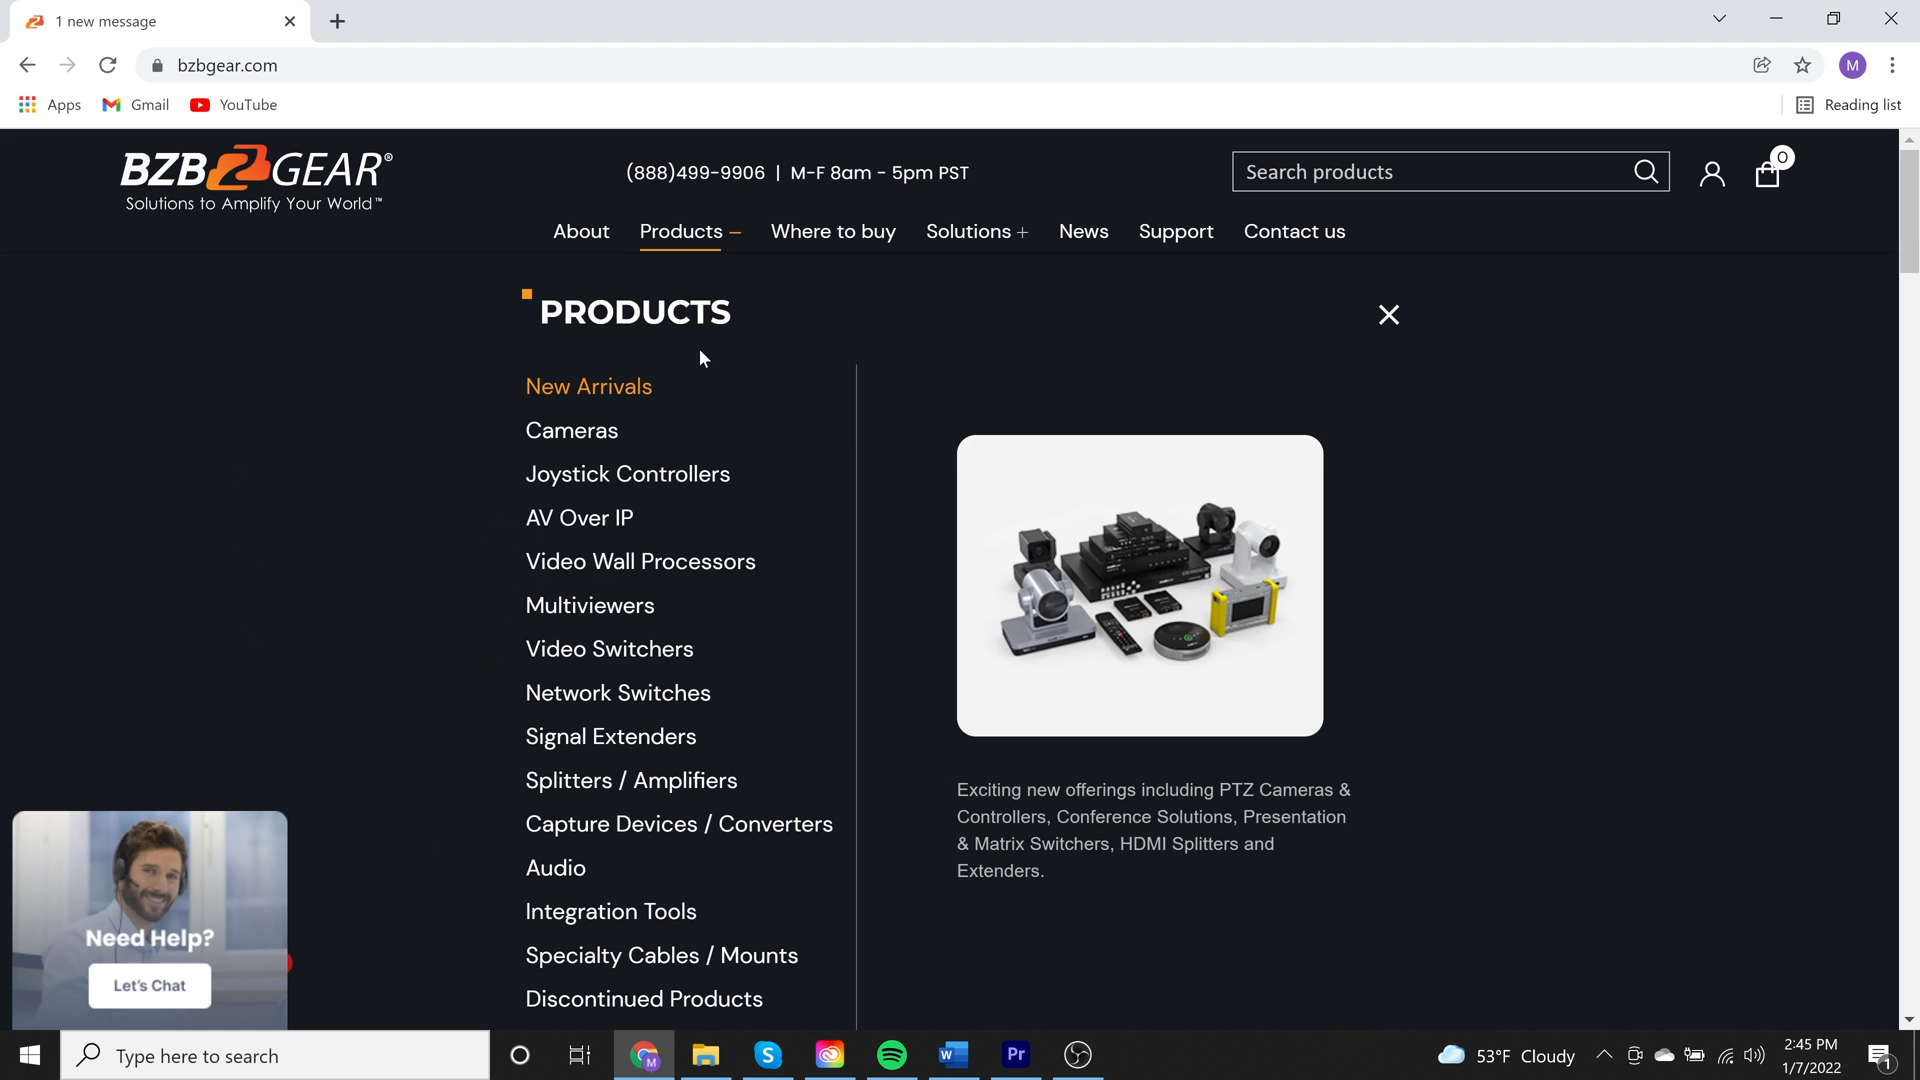 1 new message
bzbgear.com
M
Apps
Gmail
YouTube
Reading list
BZBGEAR®
Solutions to Amplify Your World™
(888)499-9906 | M-F 8am - 5pm PST
Search products
0
About
Products −
Where to buy
Solutions +
News
Support
Contact us
PRODUCTS
New Arrivals
Cameras
Joystick Controllers
AV Over IP
Video Wall Processors
Multiviewers
Video Switchers
Network Switches
Signal Extenders
Splitters / Amplifiers
Capture Devices / Converters
Audio
Integration Tools
Specialty Cables / Mounts
Discontinued Products
Exciting new offerings including PTZ Cameras &
Controllers, Conference Solutions, Presentation
& Matrix Switchers, HDMI Splitters and
Extenders.
Need Help?
Let's Chat
Type here to search
M
W
Pr
53°F Cloudy
2:45 PM
1/7/2022
1